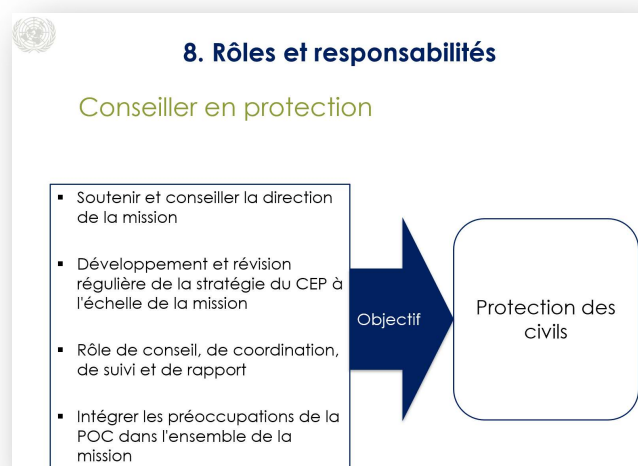 8. Rôles et responsabilités
Conseiller en protection
▪ Soutenir et conseiller la direction
de la mission
▪ Développement et révision
régulière de la stratégie du CEP à
l'échelle de la mission
▪ Rôle de conseil, de coordination,
de suivi et de rapport
▪ Intégrer les préoccupations de la
POC dans l'ensemble de la
mission
Objectif
Protection des
civils